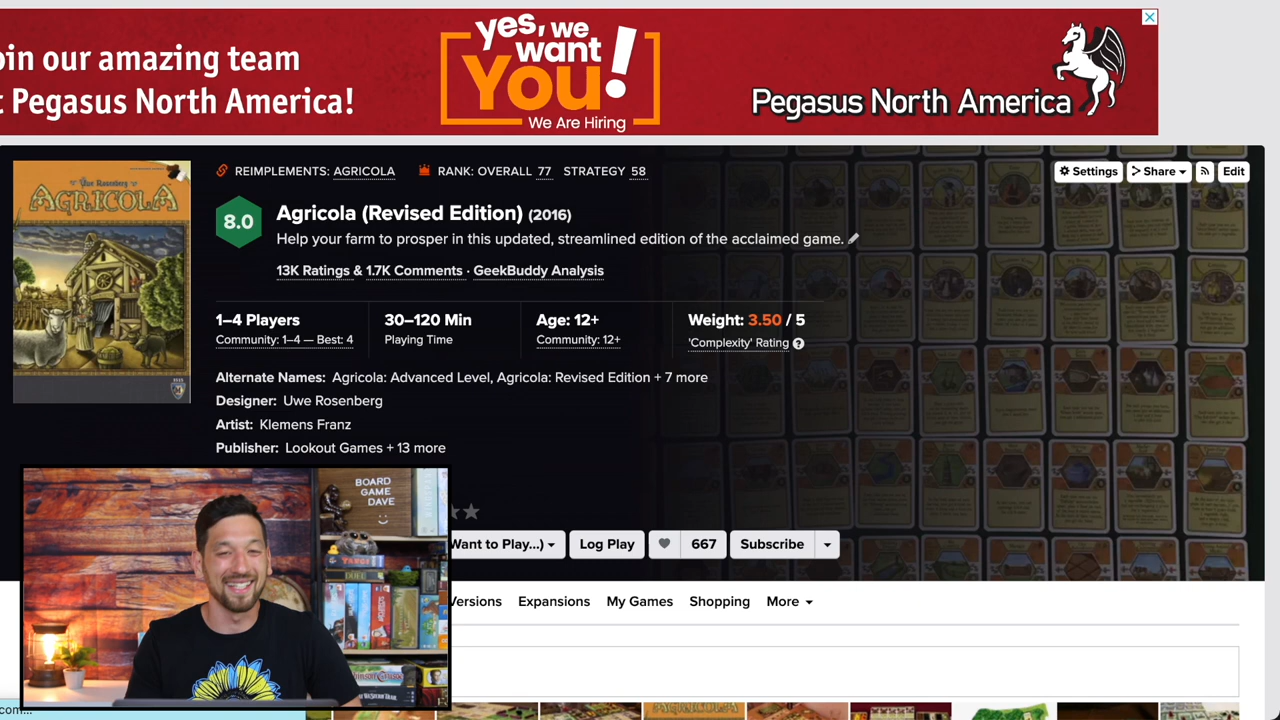 oin our amazing team
t Pegasus North America!
yes, we
want
You!
We Are Hiring
Pegasus North America
Uwe Rosenberg
AGRICOLA
REIMPLEMENTS: AGRICOLA
RANK: OVERALL 77 STRATEGY 58
Settings
Share
Edit
8.0
Agricola (Revised Edition) (2016)
Help your farm to prosper in this updated, streamlined edition of the acclaimed game.
13K Ratings & 1.7K Comments · GeekBuddy Analysis
1–4 Players
Community: 1–4 — Best: 4
30–120 Min
Playing Time
Age: 12+
Community: 12+
Weight: 3.50 / 5
'Complexity' Rating ?
Alternate Names: Agricola: Advanced Level, Agricola: Revised Edition + 7 more
Designer: Uwe Rosenberg
Artist: Klemens Franz
Publisher: Lookout Games + 13 more
BOARD
GAME
DAVE
Want to Play...)
Log Play
667
Subscribe
Versions
Expansions
My Games
Shopping
More
com...
AGRICOLA